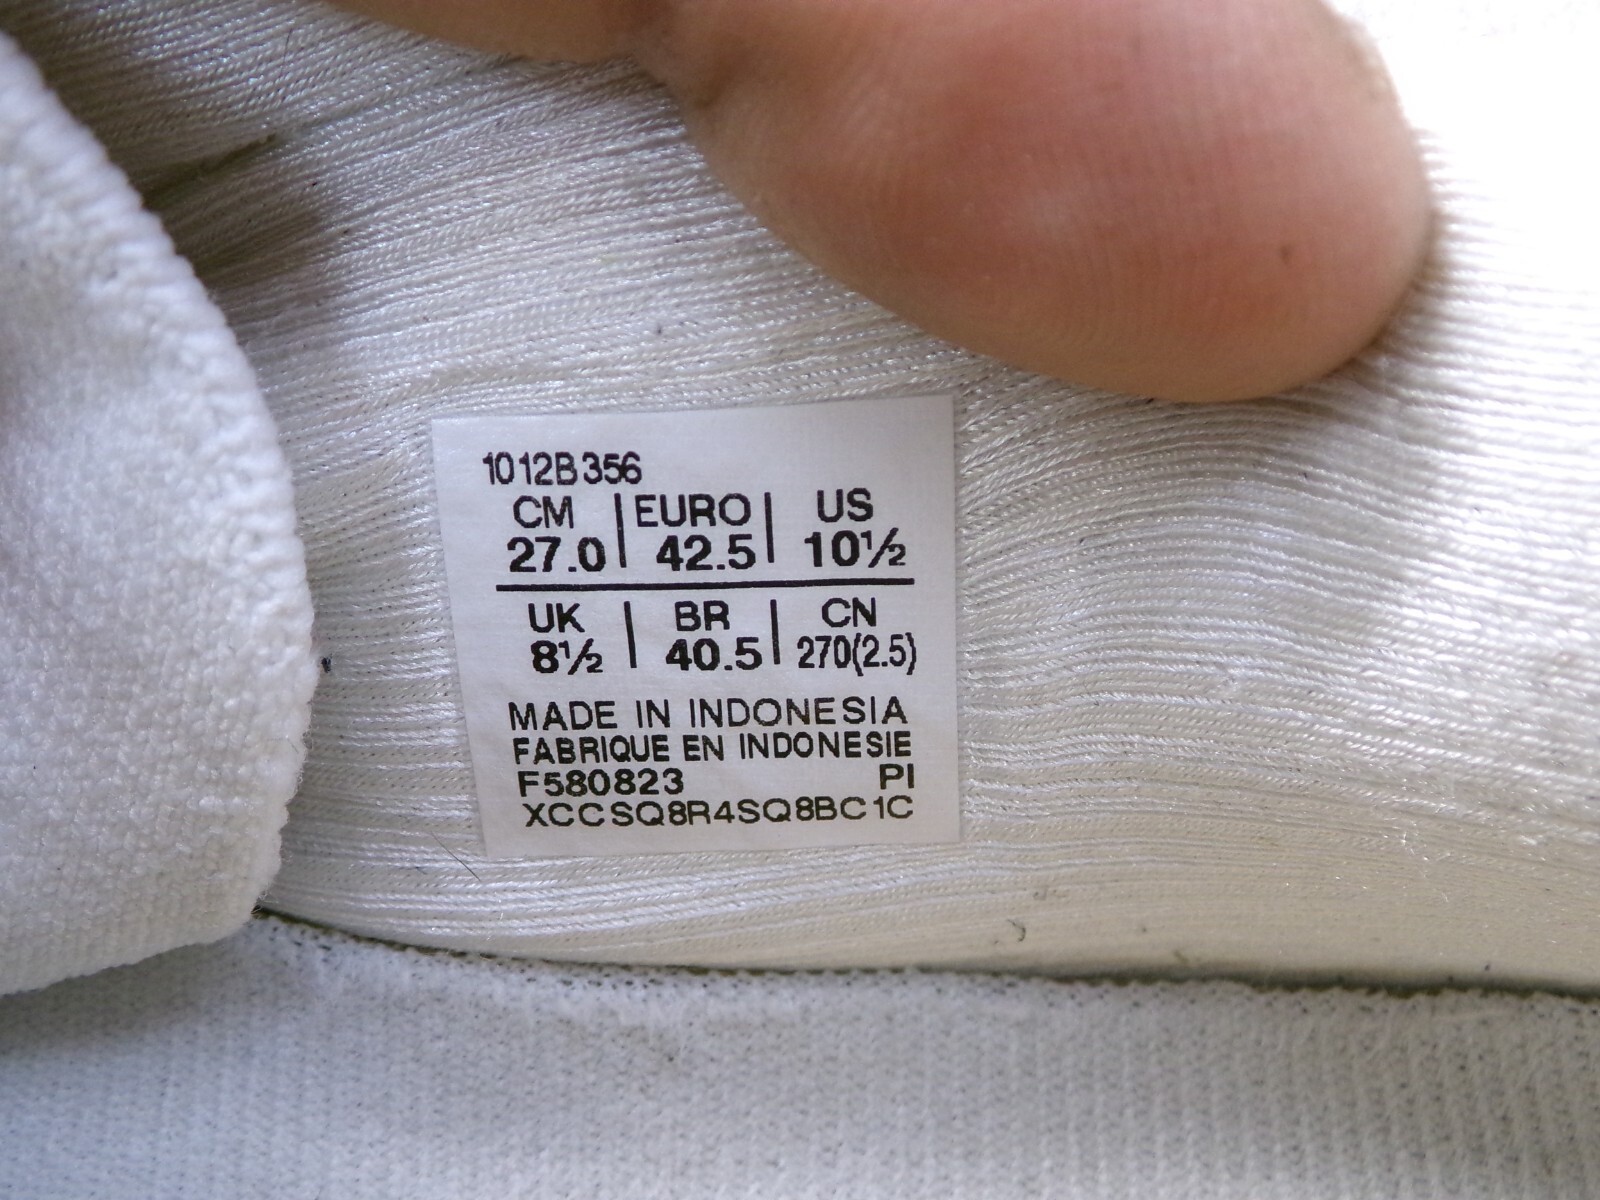 1012B356
CM | EURO | US
27.0 | 42.5 | 10½
UK | BR | CN
8½ | 40.5 | 270(2.5)
MADE IN INDONESIA
FABRIQUE EN INDONESIE
F580823 PI
XCCSQ8R4SQ8BC1C